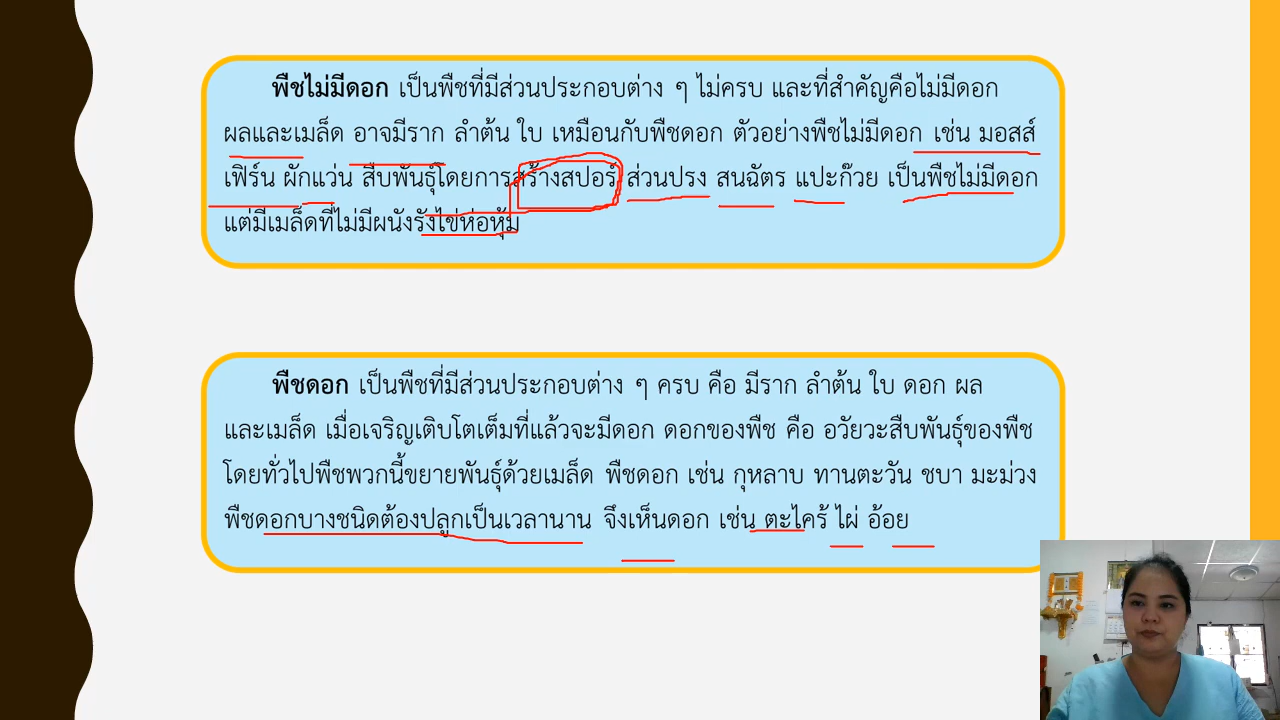 พืชไม่มีดอก เป็นพืชที่มีส่วนประกอบต่าง ๆ ไม่ครบ และที่สำคัญคือไม่มีดอก
ผลและเมล็ด อาจมีราก ลำต้น ใบ เหมือนกับพืชดอก ตัวอย่างพืชไม่มีดอก เช่น มอสส์
เฟิร์น ผักแว่น สืบพันธุ์โดยการสร้างสปอร์ ส่วนปรง สนฉัตร แปะก๊วย เป็นพืชไม่มีดอก
แต่มีเมล็ดที่ไม่มีผนังรังไข่ห่อหุ้ม
พืชดอก เป็นพืชที่มีส่วนประกอบต่าง ๆ ครบ คือ มีราก ลำต้น ใบ ดอก ผล
และเมล็ด เมื่อเจริญเติบโตเต็มที่แล้วจะมีดอก ดอกของพืช คือ อวัยวะสืบพันธุ์ของพืช
โดยทั่วไปพืชพวกนี้ขยายพันธุ์ด้วยเมล็ด พืชดอก เช่น กุหลาบ ทานตะวัน ชบา มะม่วง
พืชดอกบางชนิดต้องปลูกเป็นเวลานาน จึงเห็นดอก เช่น ตะไคร้ ไผ่ อ้อย